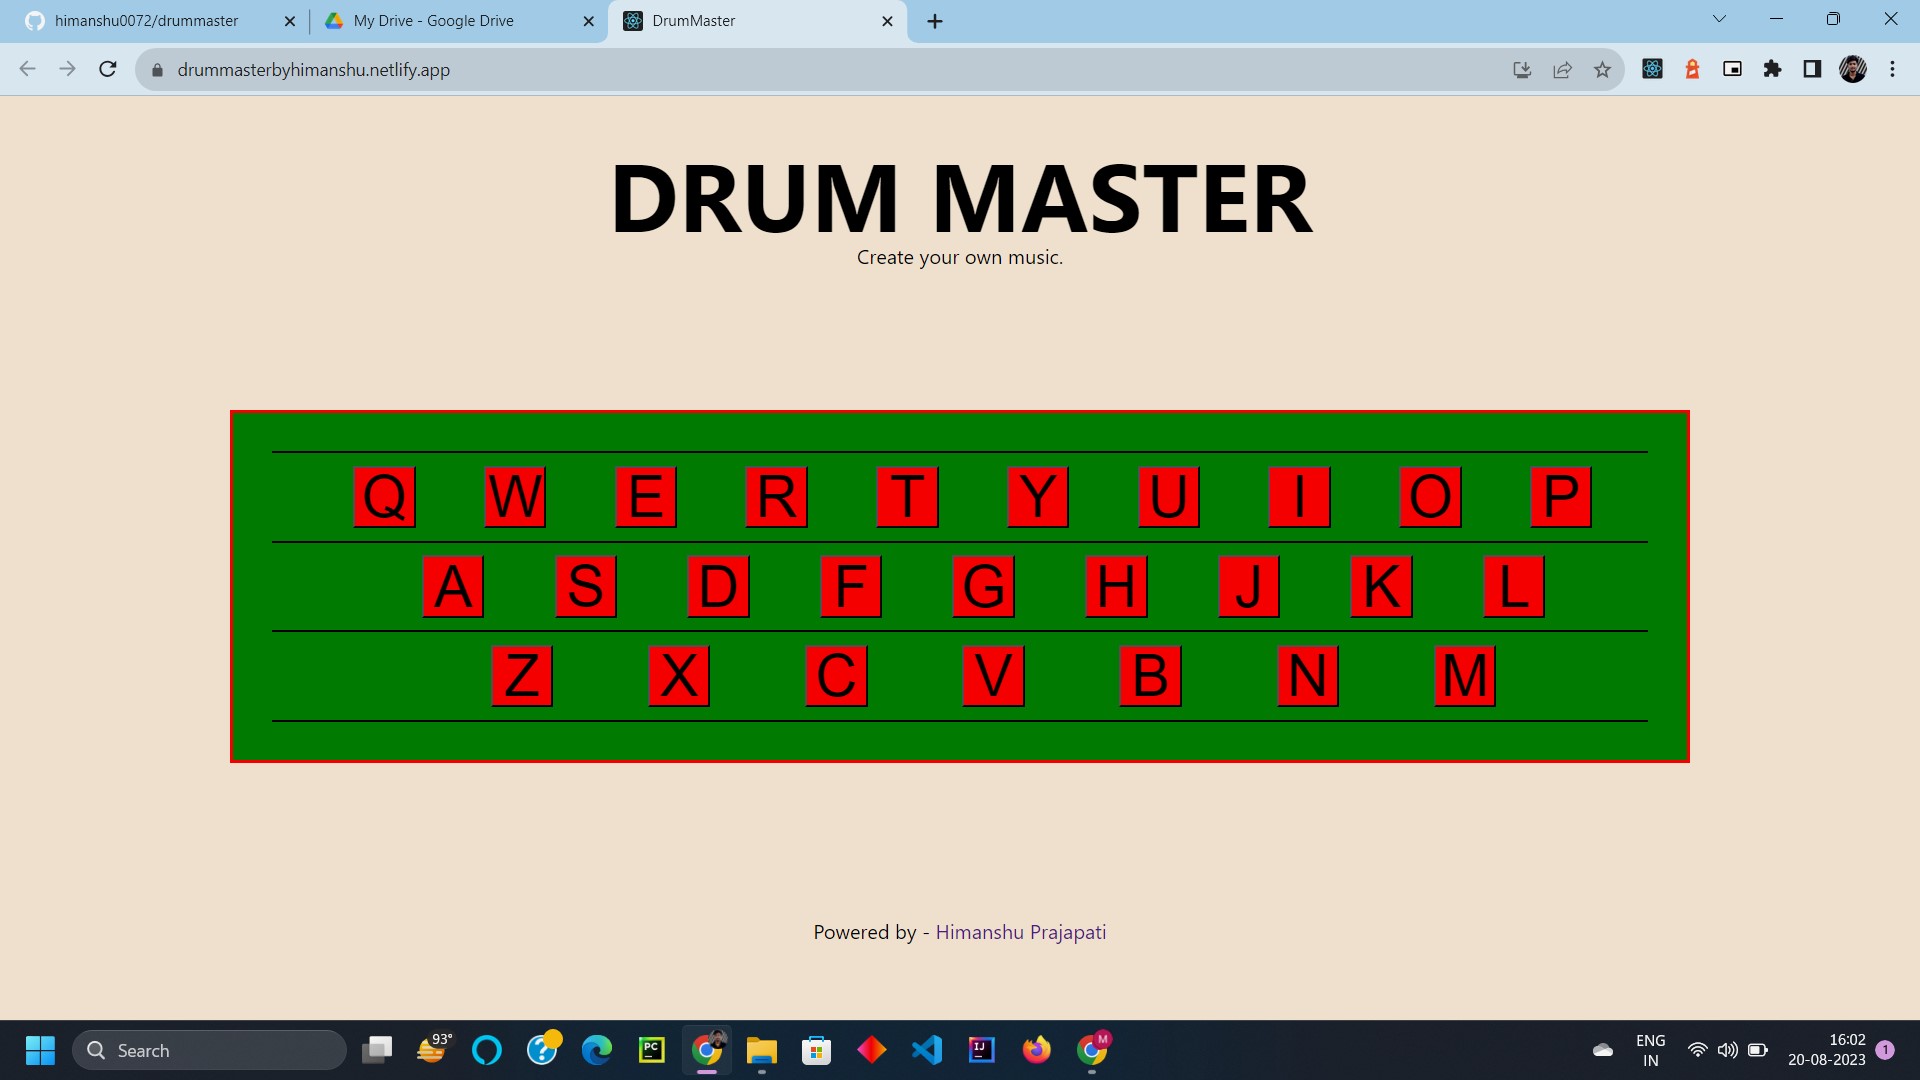 himanshu0072/drummaster
My Drive - Google Drive
DrumMaster
drummasterbyhimanshu.netlify.app
DRUM MASTER
Create your own music.
Q W E R T Y U I O P
A S D F G H J K L
Z X C V B N M
Powered by - Himanshu Prajapati
Search
93°
PC
IJ
M
ENG
IN
16:02
20-08-2023
1